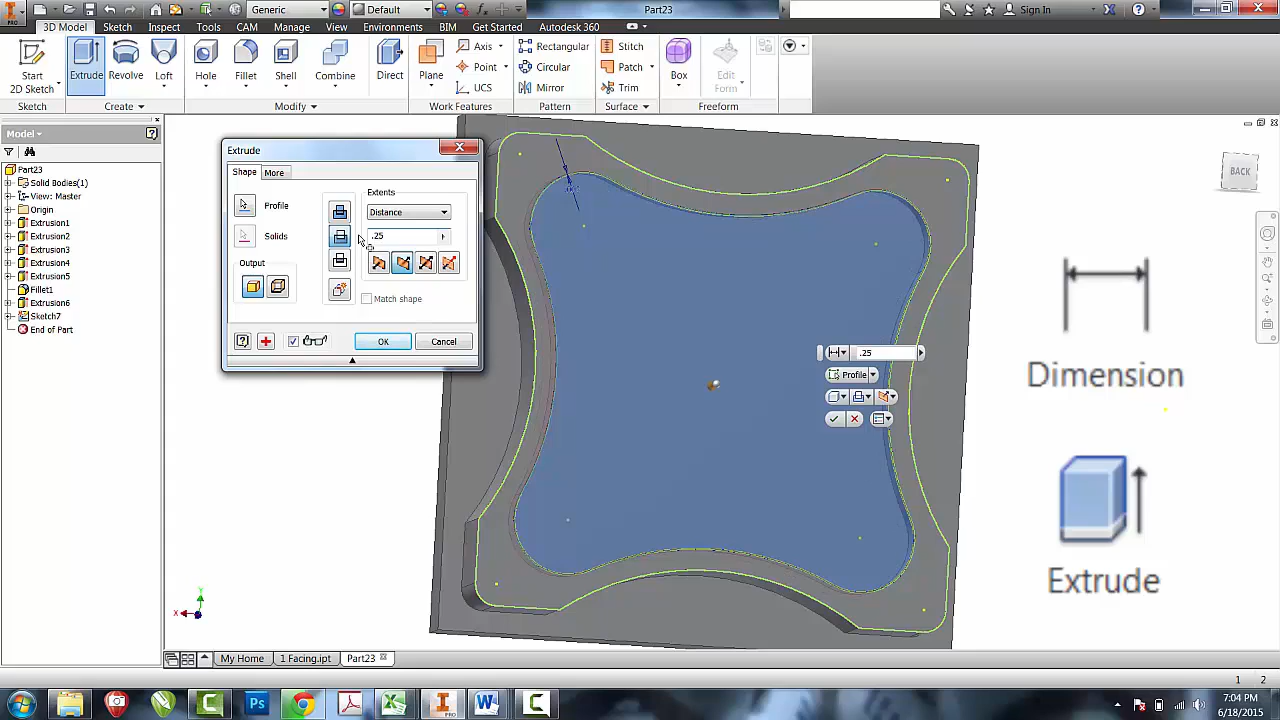 PRO
Generic
Default
Part23
Sign In
3D Model
Sketch
Inspect
Tools
CAM
Manage
View
Environments
BIM
Get Started
Autodesk 360
Start
2D Sketch
Extrude
Revolve
Loft
Hole
Fillet
Shell
Combine
Direct
Plane
Axis
Point
UCS
Rectangular
Circular
Mirror
Stitch
Patch
Trim
Box
Edit
Form
Sketch
Create
Modify
Work Features
Pattern
Surface
Freeform
Model
Part23
Solid Bodies(1)
View: Master
Origin
Extrusion1
Extrusion2
Extrusion3
Extrusion4
Extrusion5
Fillet1
Extrusion6
Sketch7
End of Part
Extrude
Shape
More
Profile
Solids
Output
Extents
Distance
.25
Match shape
OK
Cancel
.25
Profile
BACK
Dimension
Extrude
Y
X
My Home
1 Facing.ipt
Part23
1 2
Ps
PRO
7:04 PM
6/18/2015